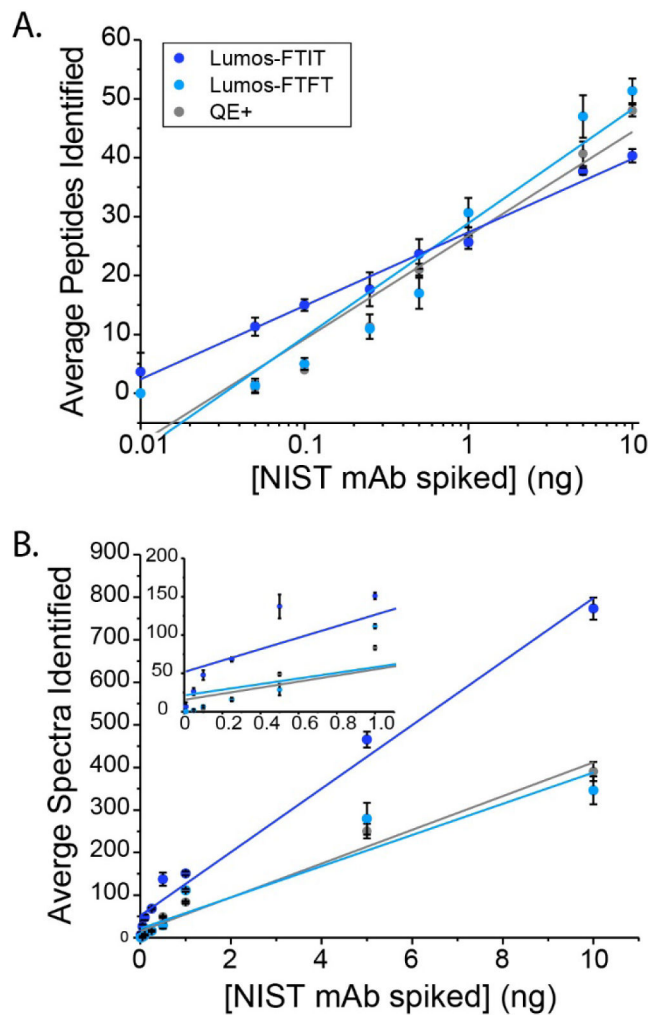 A.
Lumos-FTIT
Lumos-FTFT
QE+
Average Peptides Identified
60
50
40
30
20
10
0
0.01 0.1 1 10
[NIST mAb spiked] (ng)
B.
Averge Spectra Identified
900
800
700
600
500
400
300
200
100
0
200
150
100
50
0
0 0.2 0.4 0.6 0.8 1.0
0 2 4 6 8 10
[NIST mAb spiked] (ng)